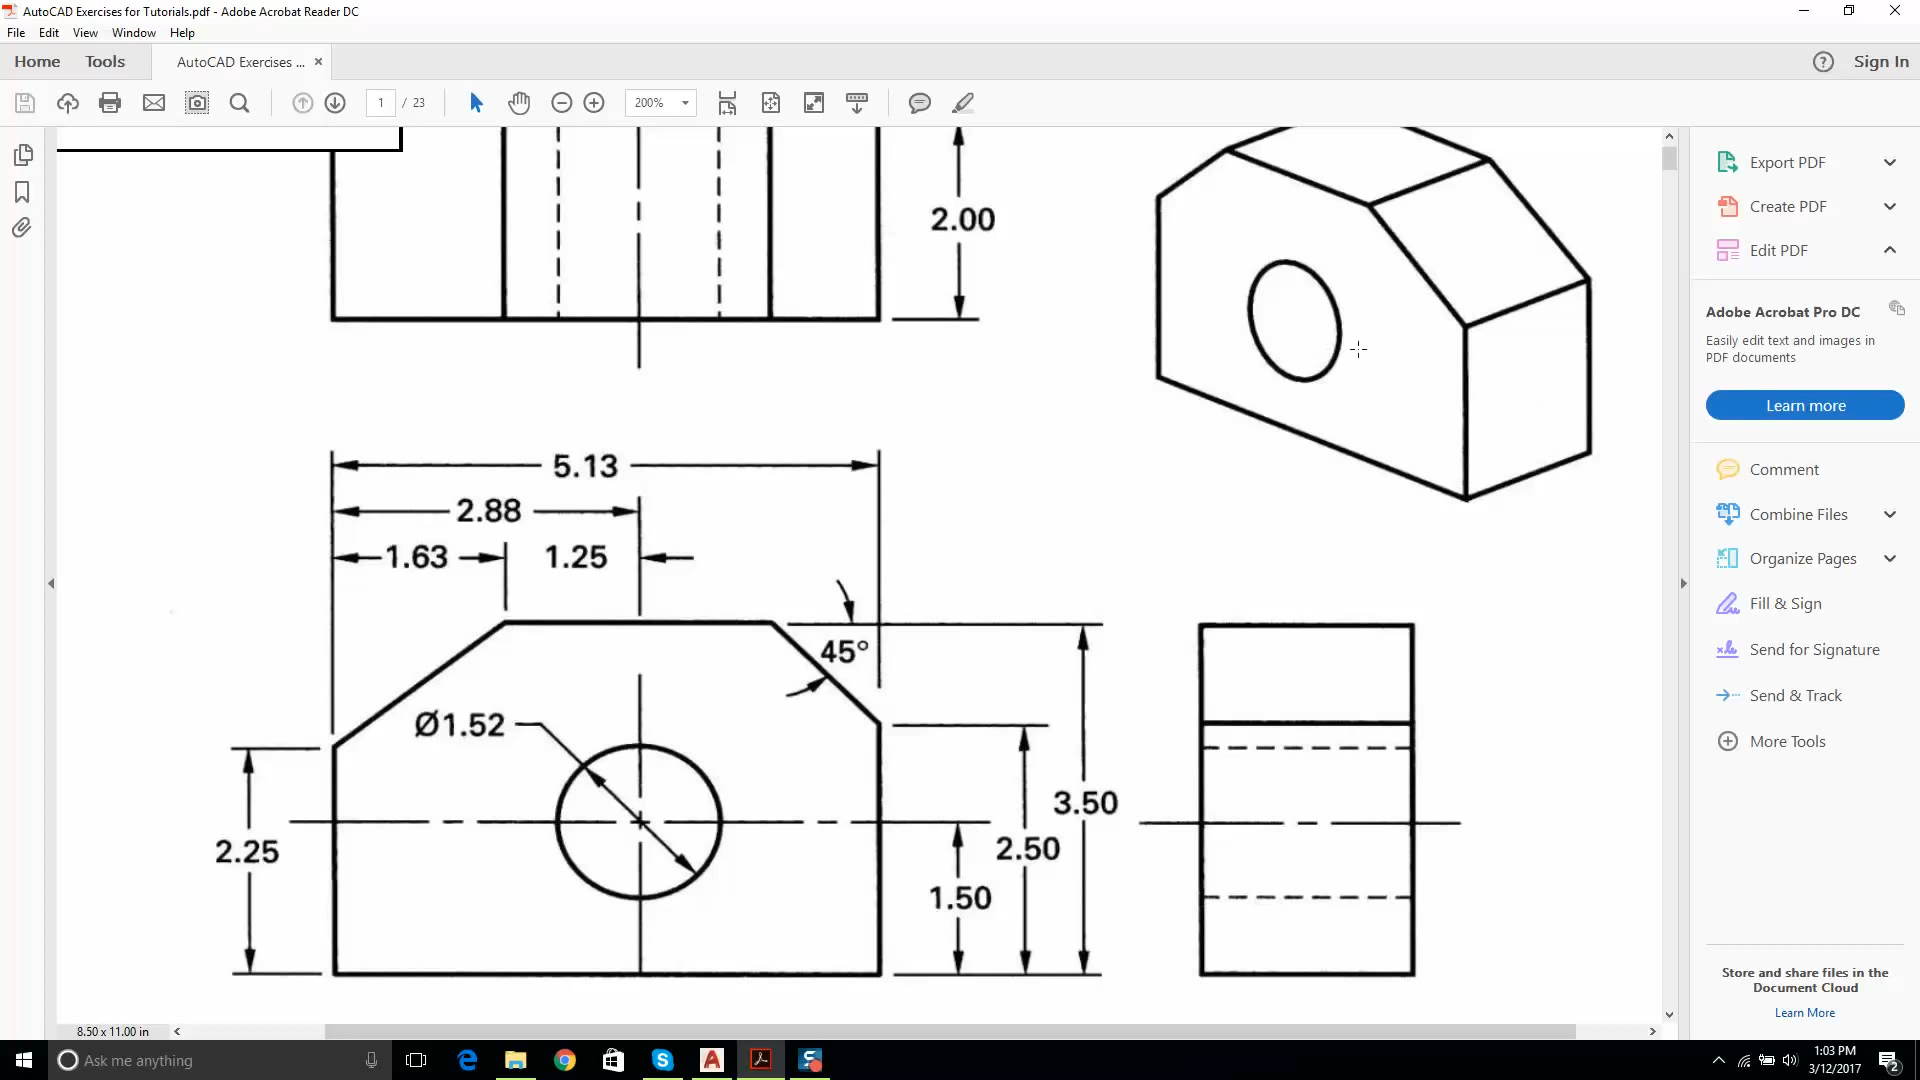 AutoCAD Exercises for Tutorials.pdf - Adobe Acrobat Reader DC
File Edit View Window Help
Home Tools AutoCAD Exercises ... × ? Sign In
1 / 23 200%
Export PDF
Create PDF
2.00
Edit PDF
Adobe Acrobat Pro DC
Easily edit text and images in
PDF documents
Learn more
5.13
Comment
2.88
Combine Files
1.63 1.25
Organize Pages
Fill & Sign
45°
Send for Signature
Send & Track
Ø1.52
More Tools
3.50
2.25
2.50
1.50
Store and share files in the
Document Cloud
Learn More
8.50 x 11.00 in
Ask me anything
1:03 PM
3/12/2017
2